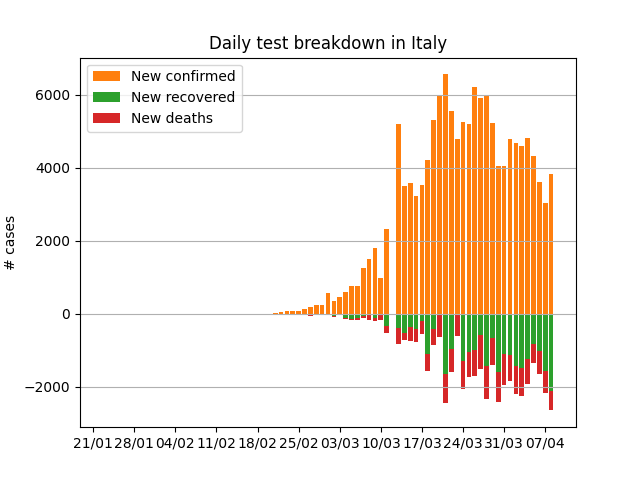 Daily test breakdown in Italy
New confirmed
New recovered
New deaths
# cases
6000
4000
2000
0
−2000
21/01 28/01 04/02 11/02 18/02 25/02 03/03 10/03 17/03 24/03 31/03 07/04